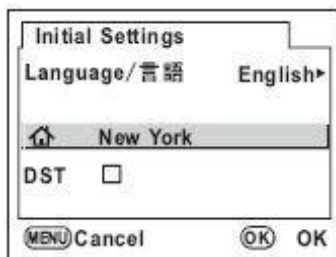 Initial Settings
Language/言語 English
New York
DST
MENU Cancel OK OK